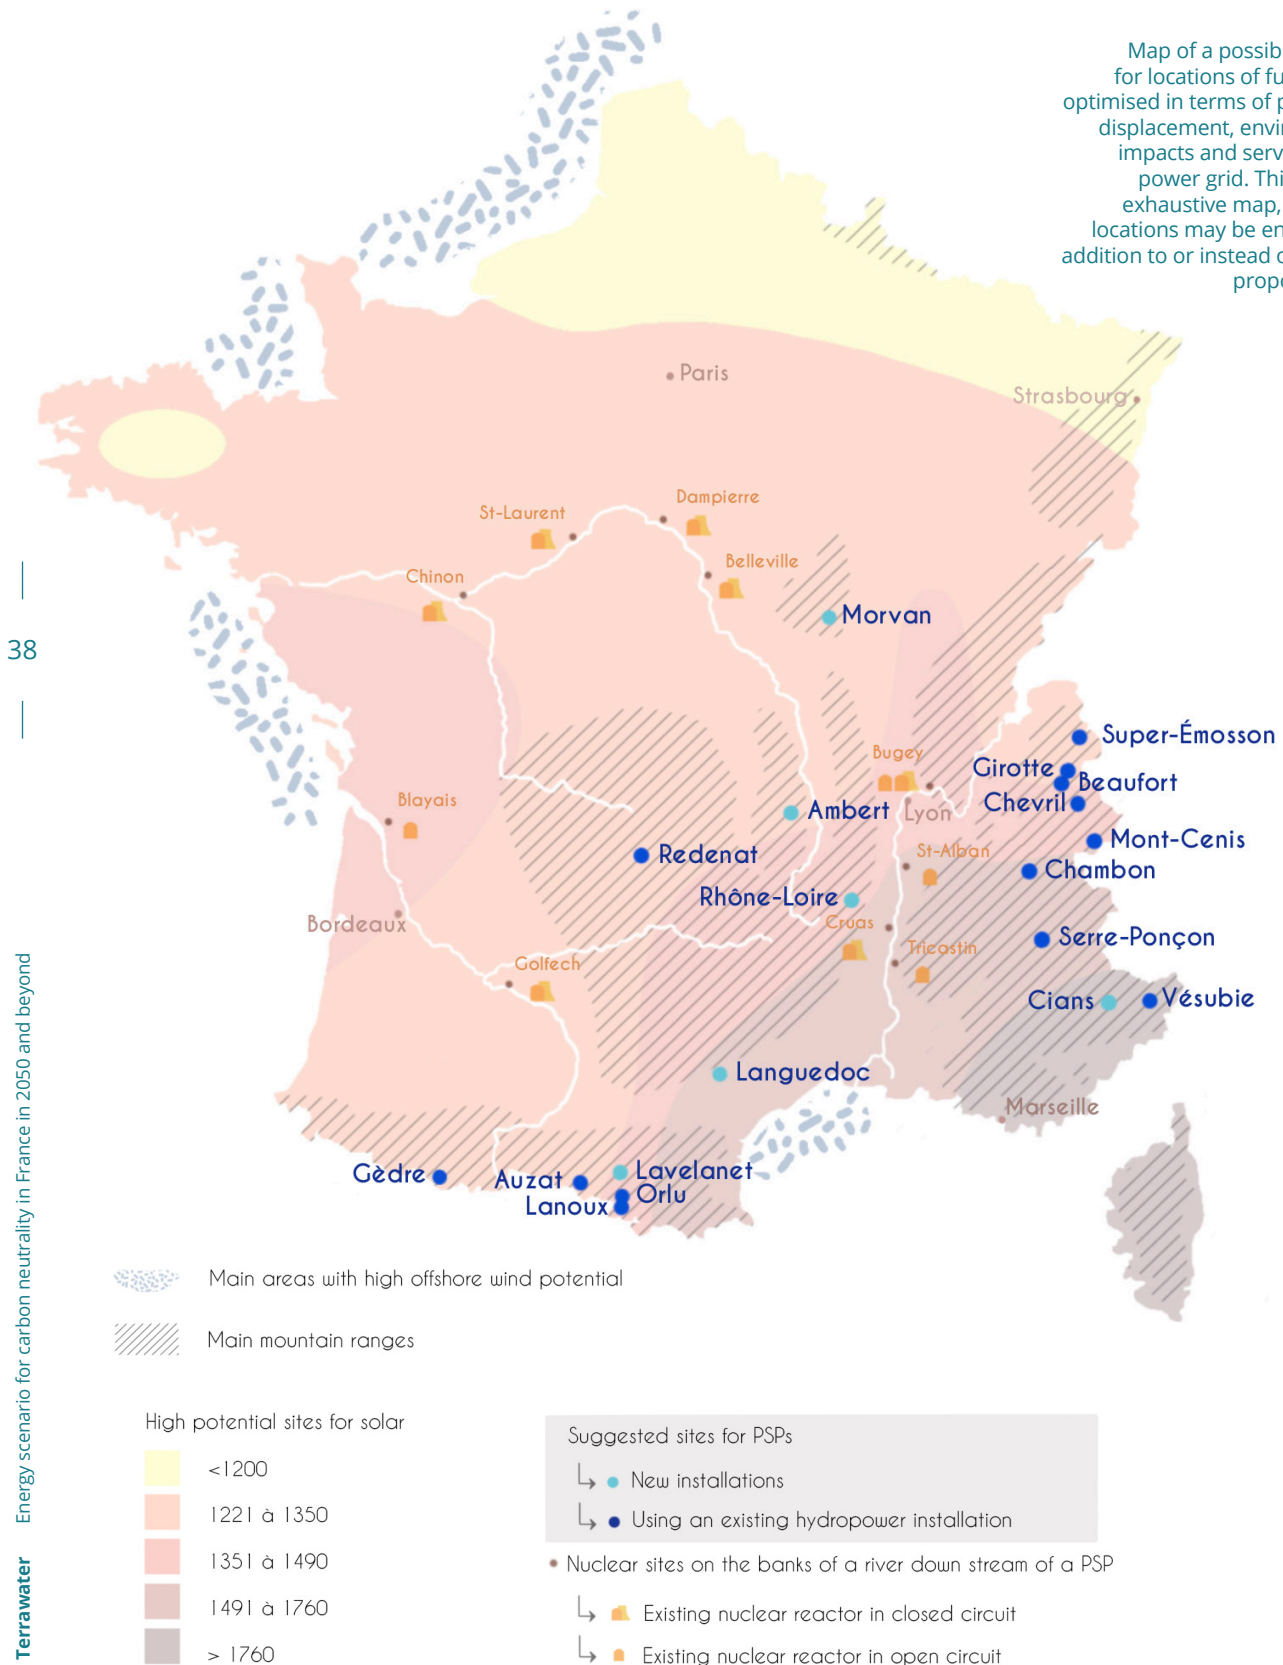 Map of a possib
for locations of fu
optimised in terms of p
displacement, envi
impacts and serv
power grid. Thi
exhaustive map,
locations may be en
addition to or instead o
prop
Paris
Strasbourg
Dampierre
St-Laurent
Belleville
Chinon
Morvan
38
Super-Émosson
Bugey
Girotte
Beaufort
Chevril
Blayais
Ambert
Lyon
Mont-Cenis
St-Alban
Redenat
Chambon
Rhône-Loire
Bordeaux
Cruas
Serre-Ponçon
Tricastin
Golfech
Cians
Vésubie
Languedoc
Marseille
Gèdre
Auzat
Lavelanet
Orlu
Lanoux
Main areas with high offshore wind potential
Main mountain ranges
High potential sites for solar
<1200
1221 à 1350
1351 à 1490
1491 à 1760
> 1760
Suggested sites for PSPs
New installations
Using an existing hydropower installation
Nuclear sites on the banks of a river down stream of a PSP
Existing nuclear reactor in closed circuit
Existing nuclear reactor in open circuit
Terrawater Energy scenario for carbon neutrality in France in 2050 and beyond